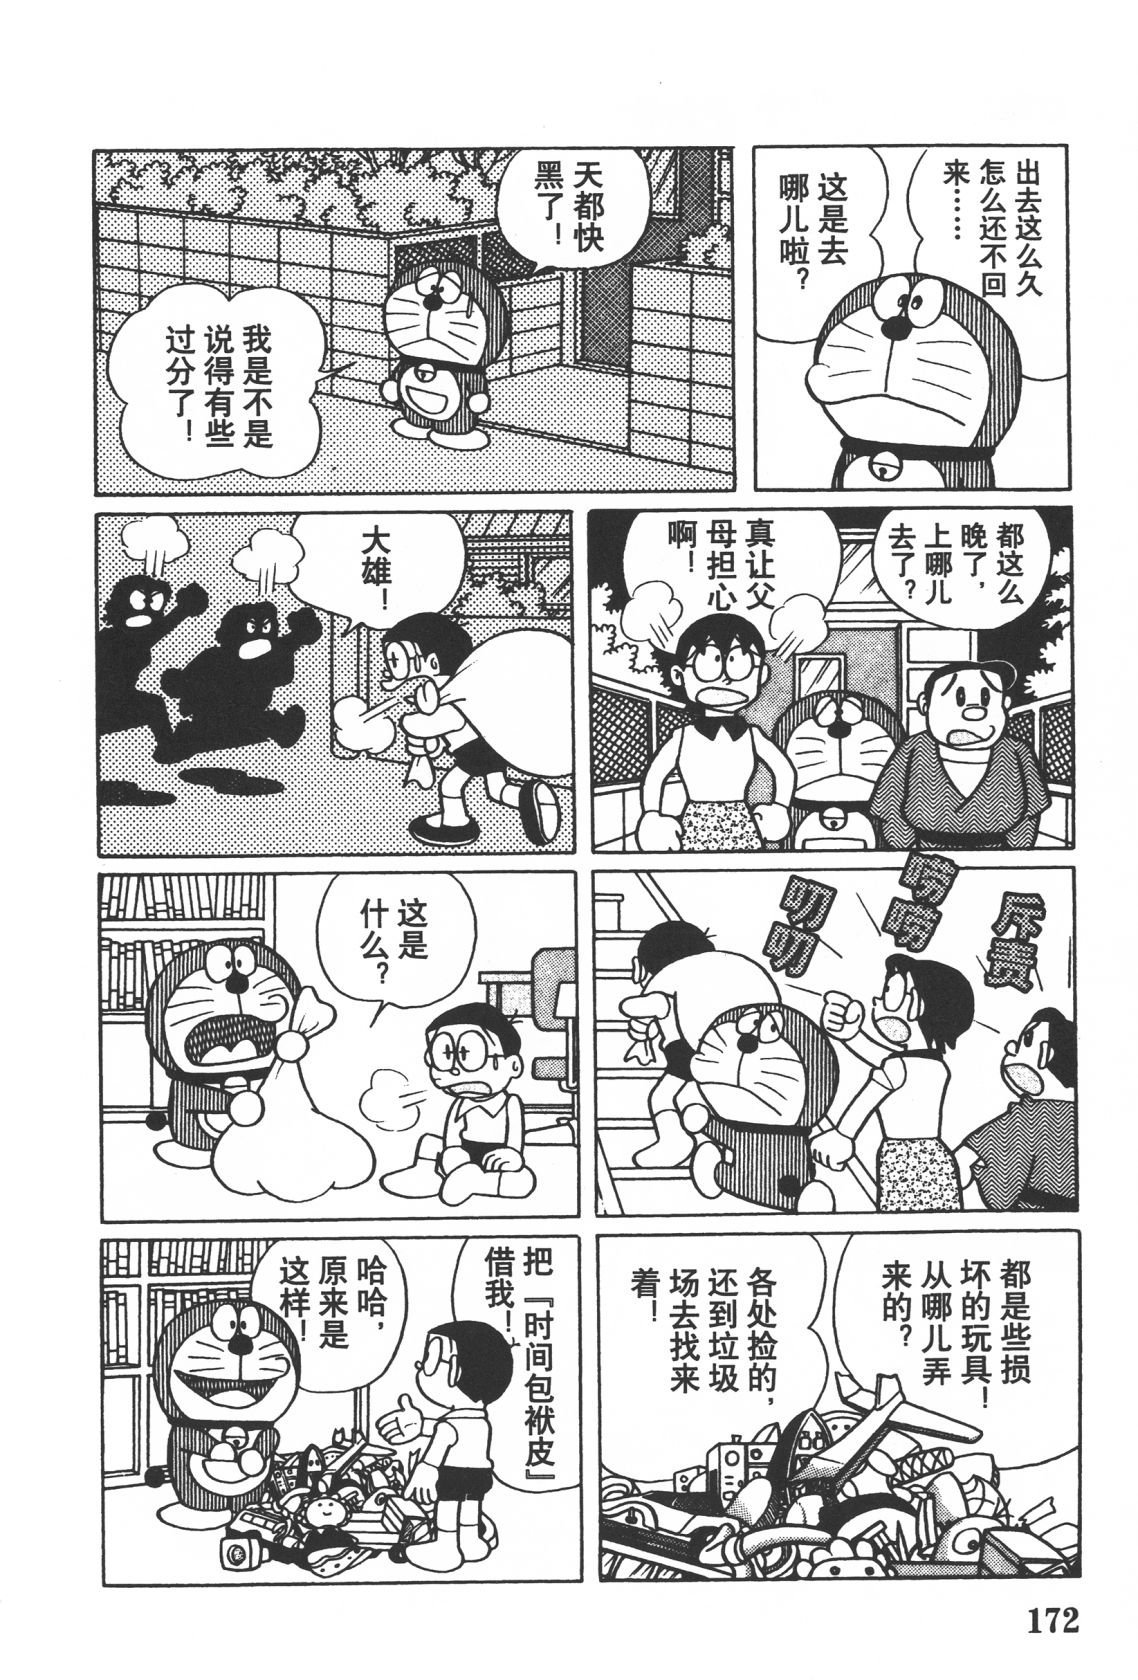 出去这么久
怎么还不回
来……
这是去
哪儿啦？
天都快
黑了！
我是不是
说得有些
过分了！
都这么
晚了，
上哪儿
去了？
真让父
母担心
啊！
大雄！
斥责
唠唠
叨叨
这是
什么？
都是些损
坏的玩具！
从哪儿弄
来的？
各处捡的，
还到垃圾
场去找来
着！
把『时间包袱皮』
借我！
哈哈，
原来是
这样！
172